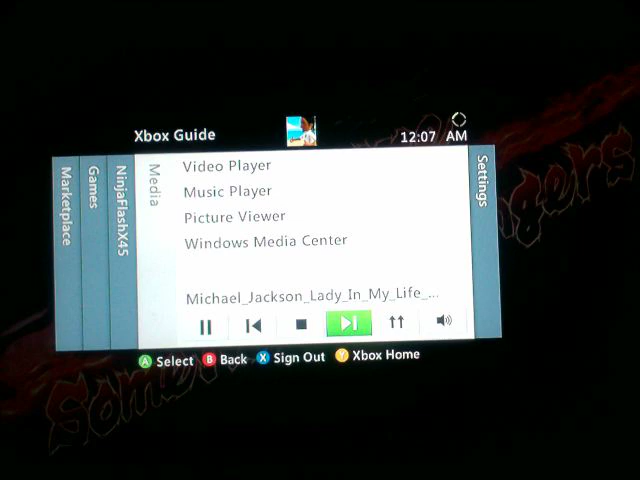 Xbox Guide
12:07 AM
Marketplace
Games
NinjaFlashX45
Media
Video Player
Music Player
Picture Viewer
Windows Media Center
Michael_Jackson_Lady_In_My_Life_...
Settings
A Select B Back X Sign Out Y Xbox Home